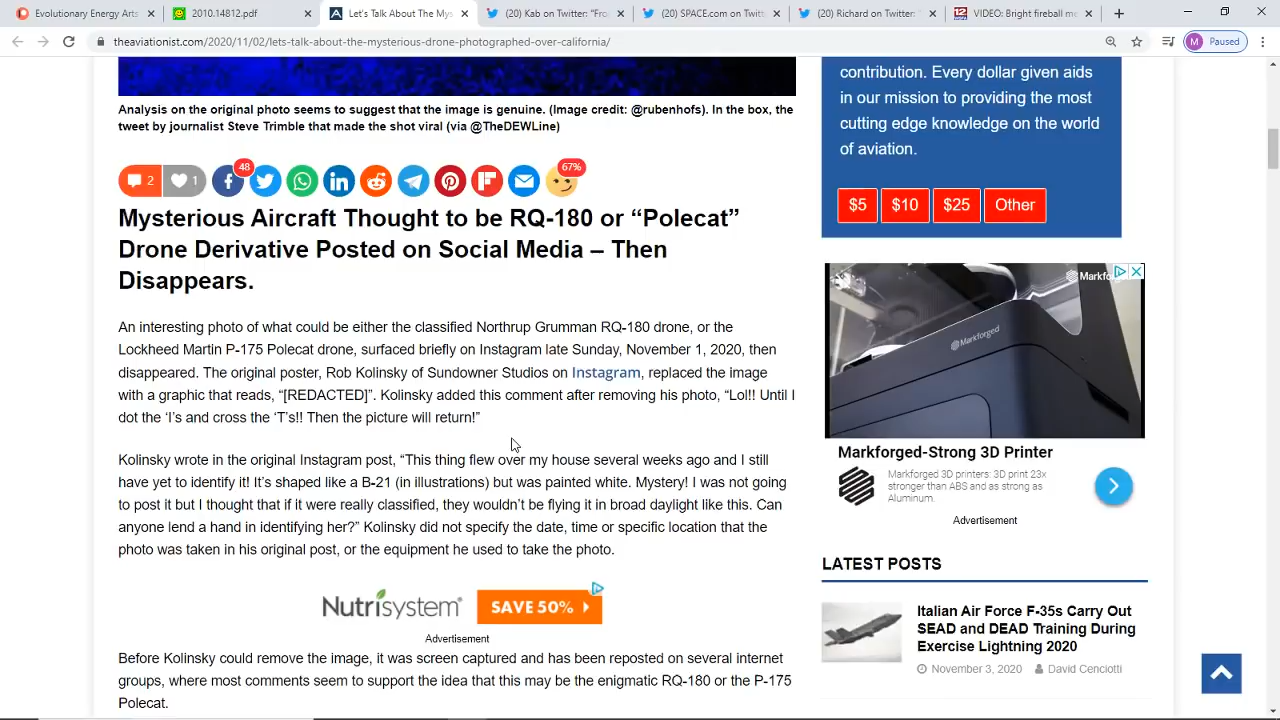 Evolutionary Energy Arts
2010.14812.pdf
Let's Talk About The Mys
(20) Kab on Twitter: "Fro
(20) SPACE.com on Twitt
(20) Richard on Twitter: "
VIDEO: Bright fireball me
theaviationist.com/2020/11/02/lets-talk-about-the-mysterious-drone-photographed-over-california/
M Paused
Analysis on the original photo seems to suggest that the image is genuine. (Image credit: @rubenhofs). In the box, the
tweet by journalist Steve Trimble that made the shot viral (via @TheDEWLine)
2
1
48
67%
Mysterious Aircraft Thought to be RQ-180 or “Polecat”
Drone Derivative Posted on Social Media – Then
Disappears.
An interesting photo of what could be either the classified Northrup Grumman RQ-180 drone, or the
Lockheed Martin P-175 Polecat drone, surfaced briefly on Instagram late Sunday, November 1, 2020, then
disappeared. The original poster, Rob Kolinsky of Sundowner Studios on Instagram, replaced the image
with a graphic that reads, “[REDACTED]”. Kolinsky added this comment after removing his photo, “Lol!! Until I
dot the ‘I’s and cross the ‘T’s!! Then the picture will return!”
Kolinsky wrote in the original Instagram post, “This thing flew over my house several weeks ago and I still
have yet to identify it! It’s shaped like a B-21 (in illustrations) but was painted white. Mystery! I was not going
to post it but I thought that if it were really classified, they wouldn’t be flying it in broad daylight like this. Can
anyone lend a hand in identifying her?” Kolinsky did not specify the date, time or specific location that the
photo was taken in his original post, or the equipment he used to take the photo.
Nutrisystem
SAVE 50%
Advertisement
Before Kolinsky could remove the image, it was screen captured and has been reposted on several internet
groups, where most comments seem to support the idea that this may be the enigmatic RQ-180 or the P-175
Polecat.
contribution. Every dollar given aids
in our mission to providing the most
cutting edge knowledge on the world
of aviation.
$5
$10
$25
Other
Markforged
Markforged-Strong 3D Printer
Markforged 3D printers: 3D print 23x
stronger than ABS and as strong as
Aluminum.
Advertisement
LATEST POSTS
Italian Air Force F-35s Carry Out
SEAD and DEAD Training During
Exercise Lightning 2020
November 3, 2020 David Cenciotti